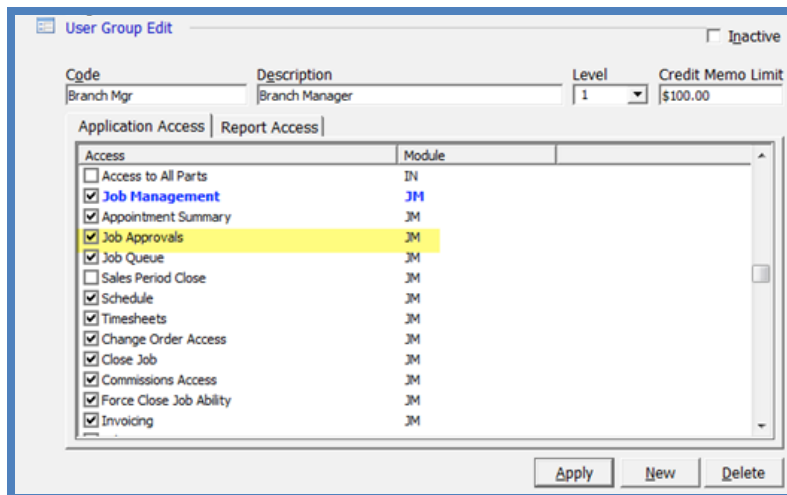 User Group Edit
Inactive
Code Description Level Credit Memo Limit
Branch Mgr Branch Manager 1 $100.00
Application Access Report Access
Access Module
Access to All Parts IN
Job Management JM
Appointment Summary JM
Job Approvals JM
Job Queue JM
Sales Period Close JM
Schedule JM
Timesheets JM
Change Order Access JM
Close Job JM
Commissions Access JM
Force Close Job Ability JM
Invoicing JM
Apply New Delete